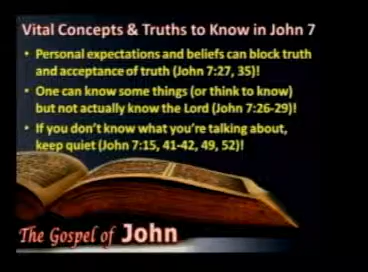 Vital Concepts & Truths to Know in John 7
• Personal expectations and beliefs can block truth
and acceptance of truth (John 7:27, 35)!
• One can know some things (or think to know)
but not actually know the Lord (John 7:26-29)!
• If you don't know what you're talking about,
keep quiet (John 7:15, 41-42, 49, 52)!
The Gospel of John